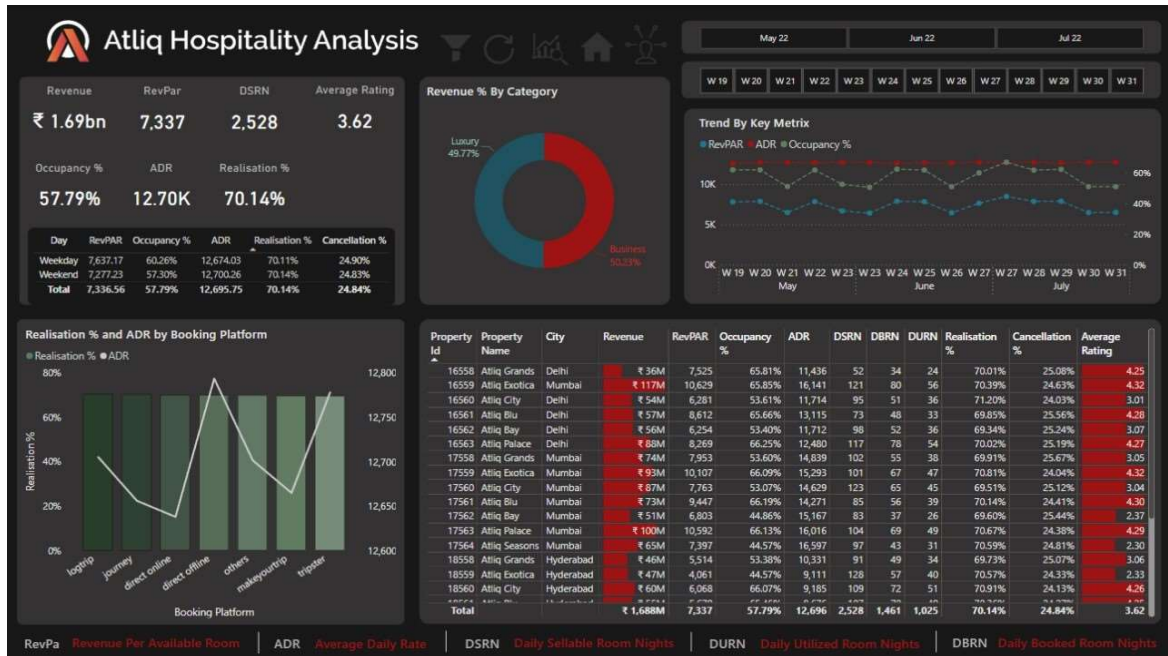 Atliq Hospitality Analysis
May 22 Jun 22 Jul 22
W 19 W 20 W 21 W 22 W 23 W 24 W 25 W 26 W 27 W 28 W 29 W 30 W 31
Revenue RevPar DSRN Average Rating
₹ 1.69bn 7,337 2,528 3.62
Occupancy % ADR Realisation %
57.79% 12.70K 70.14%
Day RevPAR Occupancy % ADR Realisation % Cancellation %
Weekday 7,637.17 60.26% 12,674.03 70.11% 24.90%
Weekend 7,277.23 57.30% 12,700.26 70.14% 24.83%
Total 7,336.56 57.79% 12,695.75 70.14% 24.84%
Revenue % By Category
Luxury
49.77%
Business
50.23%
Trend By Key Metrix
RevPAR ADR Occupancy %
10K 60%
5K 40%
20%
0K 0%
W 19 W 20 W 21 W 22 W 23 W 23 W 24 W 25 W 26 W 27 W 27 W 28 W 29 W 30 W 31
May June July
Realisation % and ADR by Booking Platform
Realisation % ADR
80% 12,800
60% 12,750
40% 12,700
20% 12,650
0% 12,600
Realisation %
logtrip journey direct online direct offline others makeyourtrip tripster
Booking Platform
Property Id Property Name City Revenue RevPAR Occupancy % ADR DSRN DBRN DURN Realisation % Cancellation % Average Rating
16558 Atliq Grands Delhi ₹ 36M 7,525 65.81% 11,436 52 34 24 70.01% 25.08% 4.25
16559 Atliq Exotica Mumbai ₹ 117M 10,629 65.85% 16,141 121 80 56 70.39% 24.63% 4.32
16560 Atliq City Delhi ₹ 54M 6,281 53.61% 11,714 95 51 36 71.20% 24.03% 3.01
16561 Atliq Blu Delhi ₹ 57M 8,612 65.66% 13,115 73 48 33 69.85% 25.56% 4.28
16562 Atliq Bay Delhi ₹ 56M 6,254 53.40% 11,712 98 52 36 69.34% 25.24% 3.07
16563 Atliq Palace Delhi ₹ 88M 8,269 66.25% 12,480 117 78 54 70.02% 25.19% 4.27
17558 Atliq Grands Mumbai ₹ 74M 7,953 53.60% 14,839 102 55 38 69.91% 25.67% 3.05
17559 Atliq Exotica Mumbai ₹ 93M 10,107 66.09% 15,293 101 67 47 70.81% 24.04% 4.32
17560 Atliq City Mumbai ₹ 87M 7,763 53.07% 14,629 123 65 45 69.51% 25.12% 3.04
17561 Atliq Blu Mumbai ₹ 73M 9,447 66.19% 14,271 85 56 39 70.14% 24.41% 4.30
17562 Atliq Bay Mumbai ₹ 51M 6,803 44.86% 15,167 83 37 26 69.60% 25.44% 2.37
17563 Atliq Palace Mumbai ₹ 100M 10,592 66.13% 16,016 104 69 49 70.67% 24.38% 4.29
17564 Atliq Seasons Mumbai ₹ 65M 7,397 44.57% 16,597 97 43 31 70.59% 24.81% 2.30
18558 Atliq Grands Hyderabad ₹ 46M 5,514 53.38% 10,331 91 49 34 69.73% 25.07% 3.06
18559 Atliq Exotica Hyderabad ₹ 47M 4,061 44.57% 9,111 128 57 40 70.57% 24.33% 2.33
18560 Atliq City Hyderabad ₹ 60M 6,068 66.07% 9,185 109 72 51 70.91% 24.13% 4.26
Total ₹ 1,688M 7,337 57.79% 12,696 2,528 1,461 1,025 70.14% 24.84% 3.62
RevPa Revenue Per Available Room ADR Average Daily Rate DSRN Daily Sellable Room Nights DURN Daily Utilized Room Nights DBRN Daily Booked Room Nights